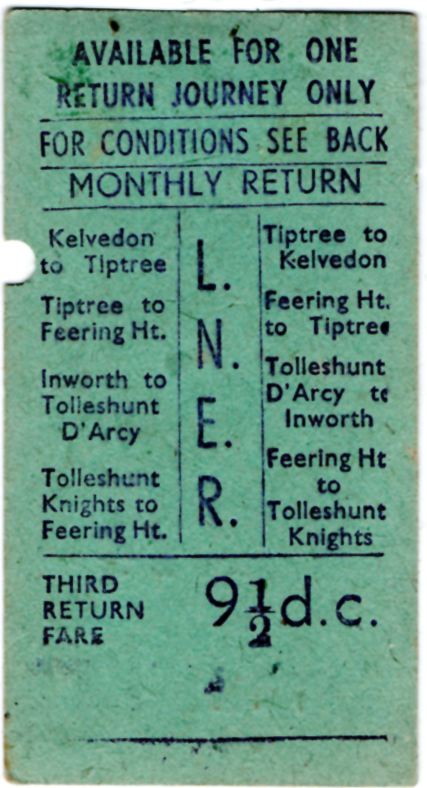 AVAILABLE FOR ONE
RETURN JOURNEY ONLY
FOR CONDITIONS SEE BACK
MONTHLY RETURN
Kelvedon
to Tiptree
Tiptree to
Feering Ht.
Inworth to
Tolleshunt
D'Arcy
Tolleshunt
Knights to
Feering Ht.
L.
N.
E.
R.
Tiptree to
Kelvedon
Feering Ht.
to Tiptree
Tolleshunt
D'Arcy to
Inworth
Feering Ht
to
Tolleshunt
Knights
THIRD
RETURN
FARE
9½d.c.